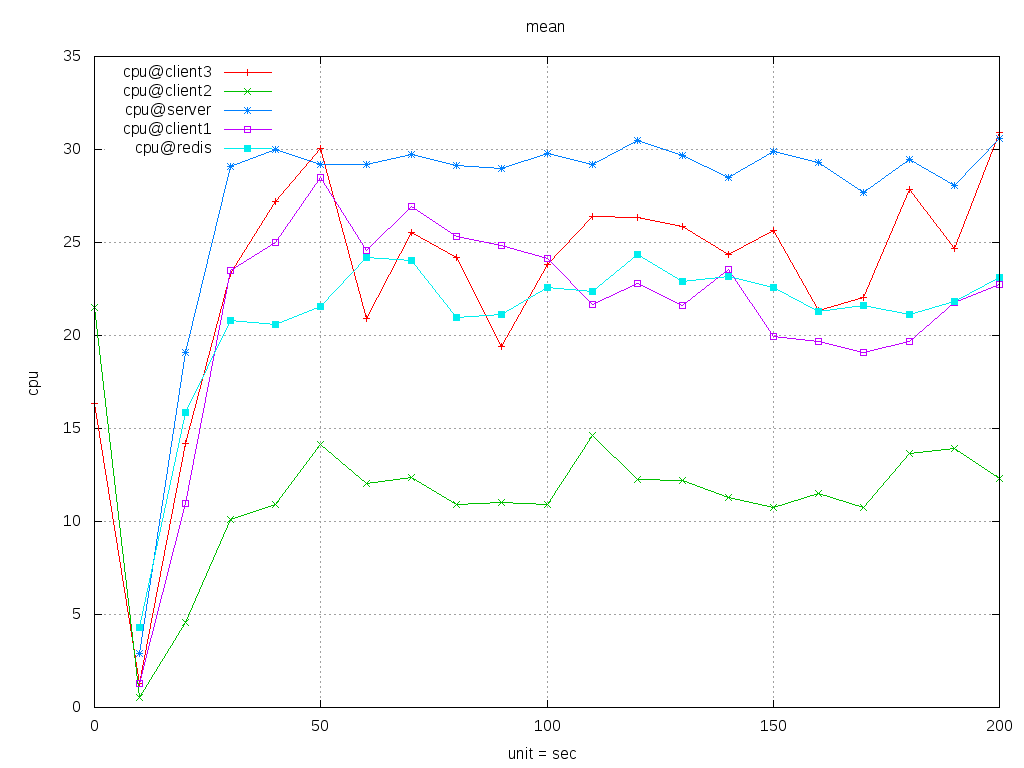 mean
35
30
25
20
15
10
5
0
cpu
cpu@client3
cpu@client2
cpu@server
cpu@client1
cpu@redis
0 50 100 150 200
unit = sec